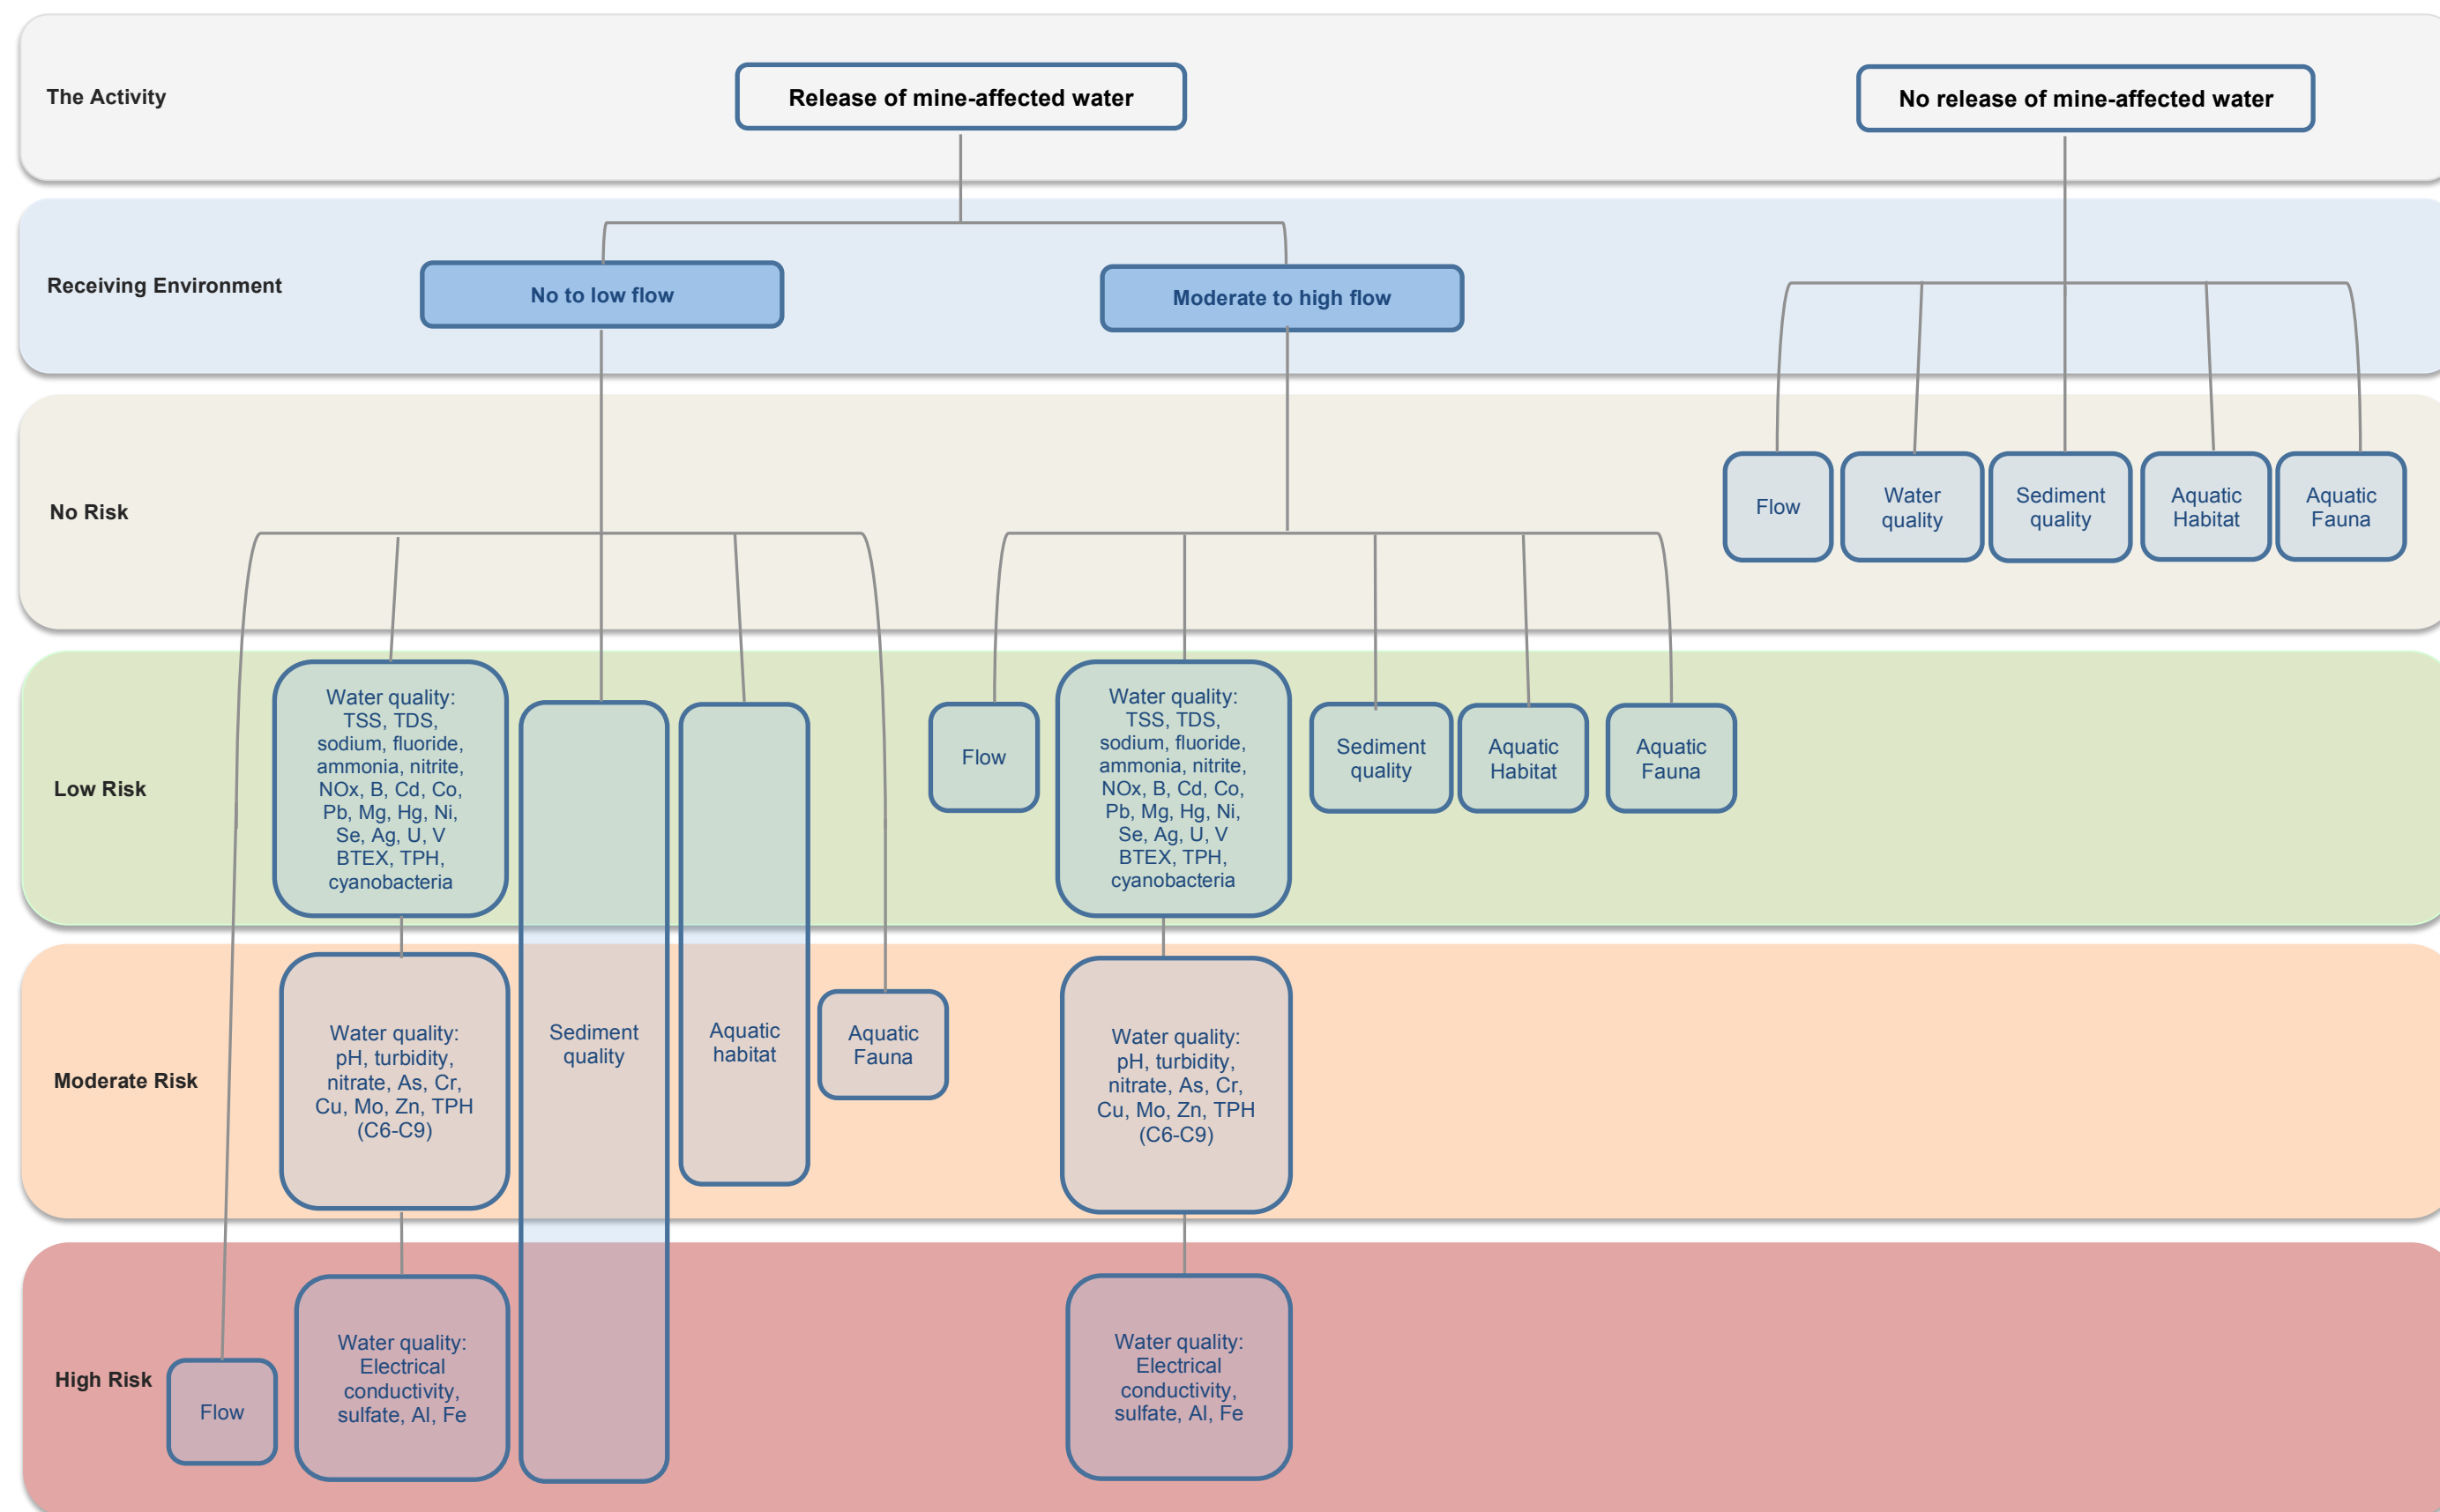 The Activity
Release of mine-affected water
No release of mine-affected water
Receiving Environment
No to low flow
Moderate to high flow
No Risk
Flow
Water
quality
Sediment
quality
Aquatic
Habitat
Aquatic
Fauna
Low Risk
Water quality:
TSS, TDS,
sodium, fluoride,
ammonia, nitrite,
NOx, B, Cd, Co,
Pb, Mg, Hg, Ni,
Se, Ag, U, V
BTEX, TPH,
cyanobacteria
Flow
Water quality:
TSS, TDS,
sodium, fluoride,
ammonia, nitrite,
NOx, B, Cd, Co,
Pb, Mg, Hg, Ni,
Se, Ag, U, V
BTEX, TPH,
cyanobacteria
Sediment
quality
Aquatic
Habitat
Aquatic
Fauna
Moderate Risk
Water quality:
pH, turbidity,
nitrate, As, Cr,
Cu, Mo, Zn, TPH
(C6-C9)
Sediment
quality
Aquatic
habitat
Aquatic
Fauna
Water quality:
pH, turbidity,
nitrate, As, Cr,
Cu, Mo, Zn, TPH
(C6-C9)
High Risk
Flow
Water quality:
Electrical
conductivity,
sulfate, Al, Fe
Water quality:
Electrical
conductivity,
sulfate, Al, Fe